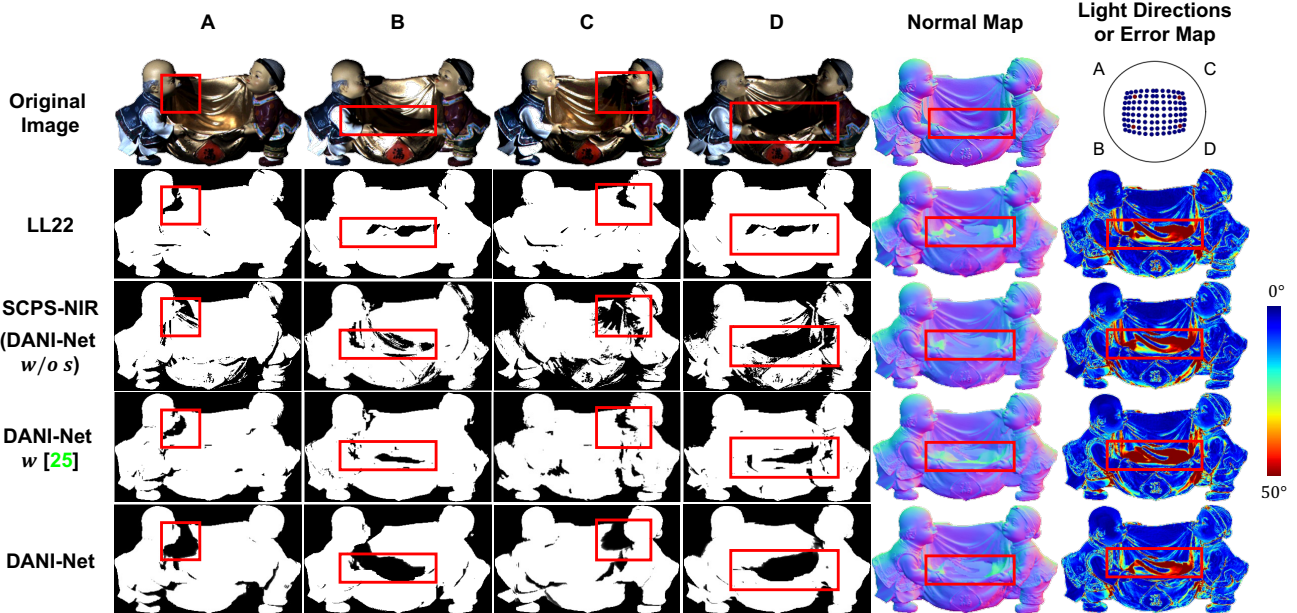 A B C D Normal Map Light Directions
or Error Map
Original
Image
A C
B D
LL22
SCPS-NIR
(DANI-Net
w/o s)
0°
50°
DANI-Net
w [25]
DANI-Net